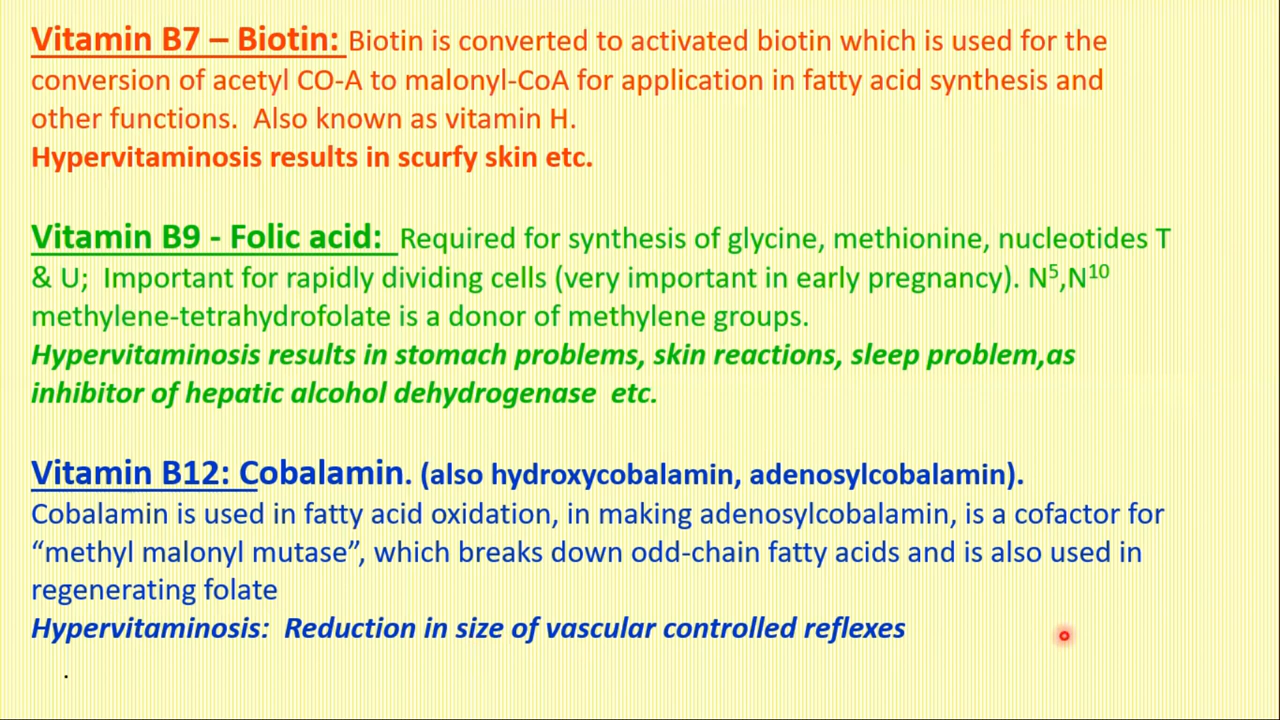 Vitamin B7 – Biotin: Biotin is converted to activated biotin which is used for the
conversion of acetyl CO-A to malonyl-CoA for application in fatty acid synthesis and
other functions.  Also known as vitamin H.
Hypervitaminosis results in scurfy skin etc.
Vitamin B9 - Folic acid:  Required for synthesis of glycine, methionine, nucleotides T
& U;  Important for rapidly dividing cells (very important in early pregnancy). N⁵,N¹⁰
methylene-tetrahydrofolate is a donor of methylene groups.
Hypervitaminosis results in stomach problems, skin reactions, sleep problem,as
inhibitor of hepatic alcohol dehydrogenase  etc.
Vitamin B12: Cobalamin. (also hydroxycobalamin, adenosylcobalamin).
Cobalamin is used in fatty acid oxidation, in making adenosylcobalamin, is a cofactor for
“methyl malonyl mutase”, which breaks down odd-chain fatty acids and is also used in
regenerating folate
Hypervitaminosis:  Reduction in size of vascular controlled reflexes
.